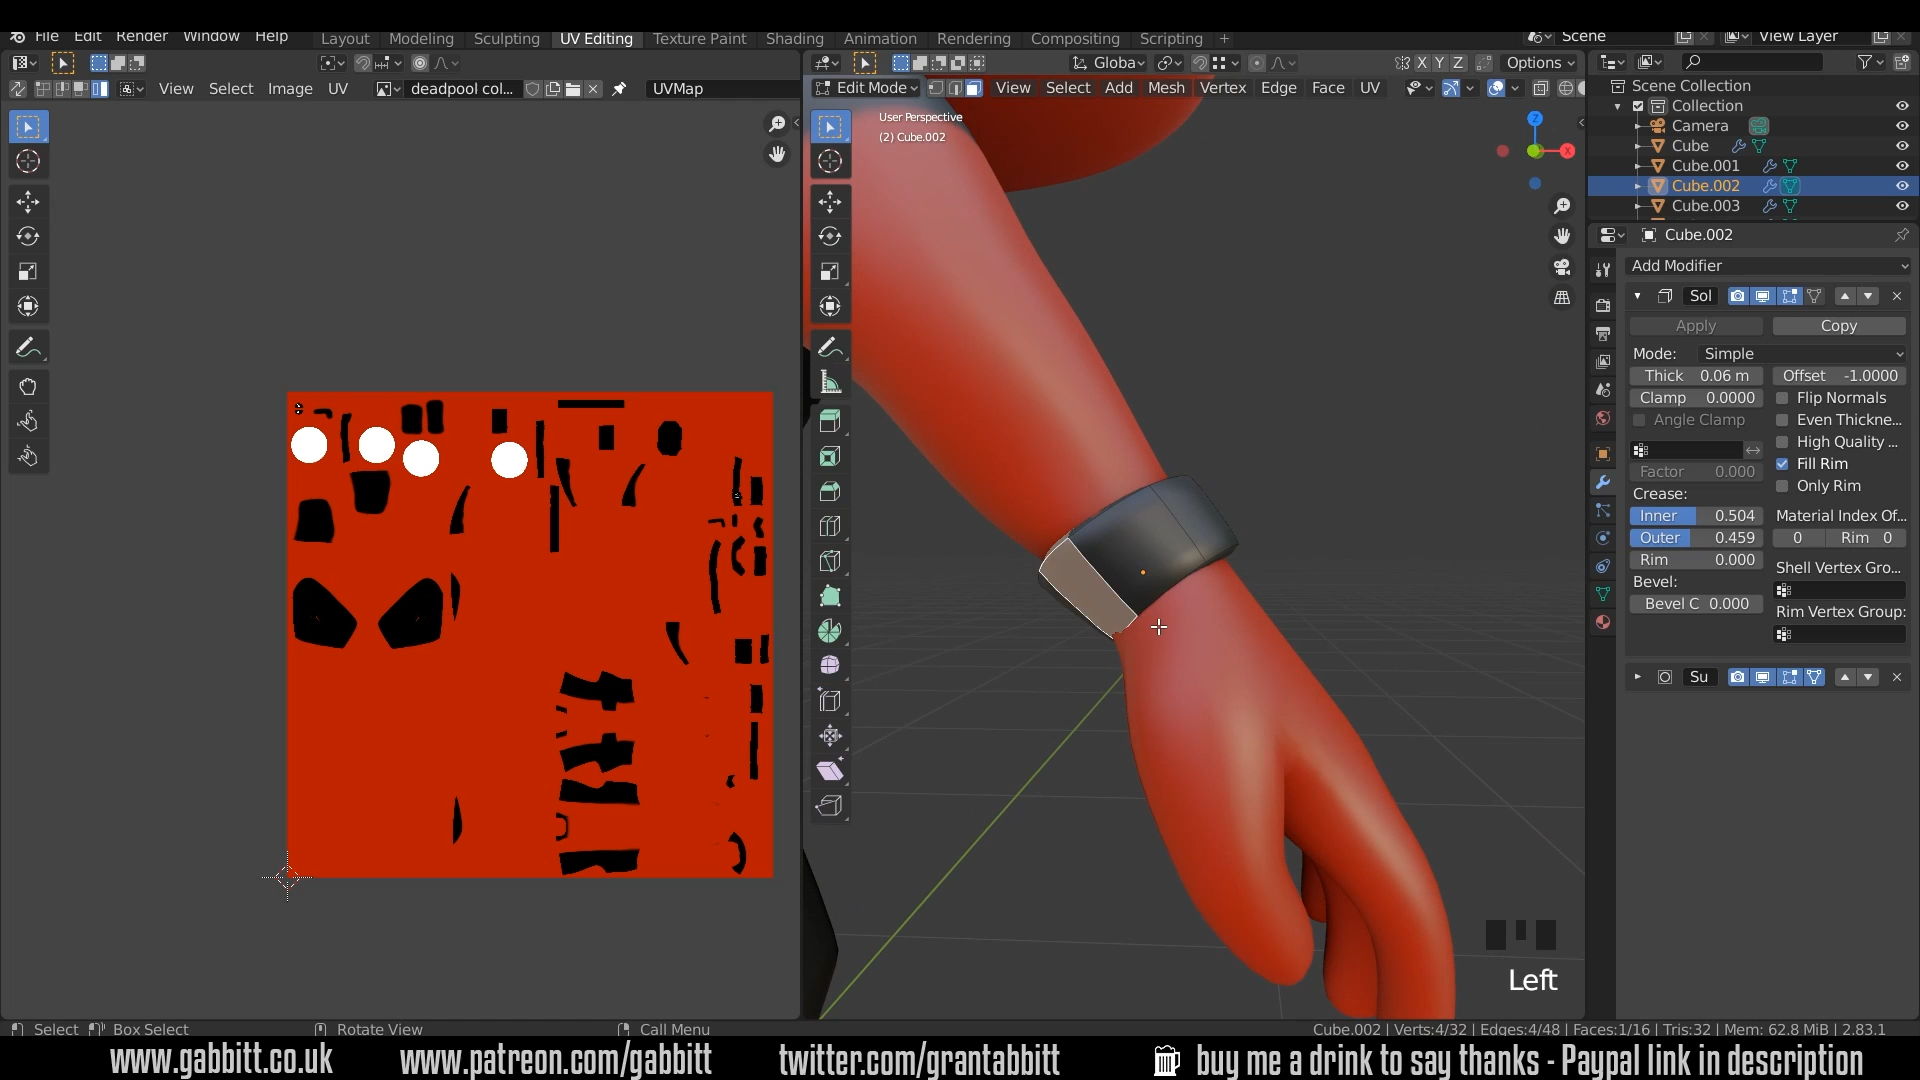 File Edit Render Window Help Layout Modeling Sculpting UV Editing Texture Paint Shading Animation Rendering Compositing Scripting + Scene View Layer
Globa X Y Z Options
View Select Image UV deadpool col... UVMap Edit Mode View Select Add Mesh Vertex Edge Face UV
User Perspective
(2) Cube.002
Z
X
Scene Collection
Collection
Camera
Cube
Cube.001
Cube.002
Cube.003
Cube.002
Add Modifier
Sol
Apply Copy
Mode: Simple
Thick 0.06 m Offset -1.0000
Clamp 0.0000 Flip Normals
Angle Clamp Even Thickne...
High Quality ...
Fill Rim
Factor 0.000 Only Rim
Crease:
Inner 0.504 Material Index Of...
Outer 0.459 0 Rim 0
Rim 0.000 Shell Vertex Gro...
Bevel:
Bevel C 0.000 Rim Vertex Group:
Su
Left
Select Box Select Rotate View Call Menu Cube.002 | Verts:4/32 | Edges:4/48 | Faces:1/16 | Tris:32 | Mem: 62.8 MiB | 2.83.1
www.gabbitt.co.uk www.patreon.com/gabbitt twitter.com/grantabbitt buy me a drink to say thanks - Paypal link in description